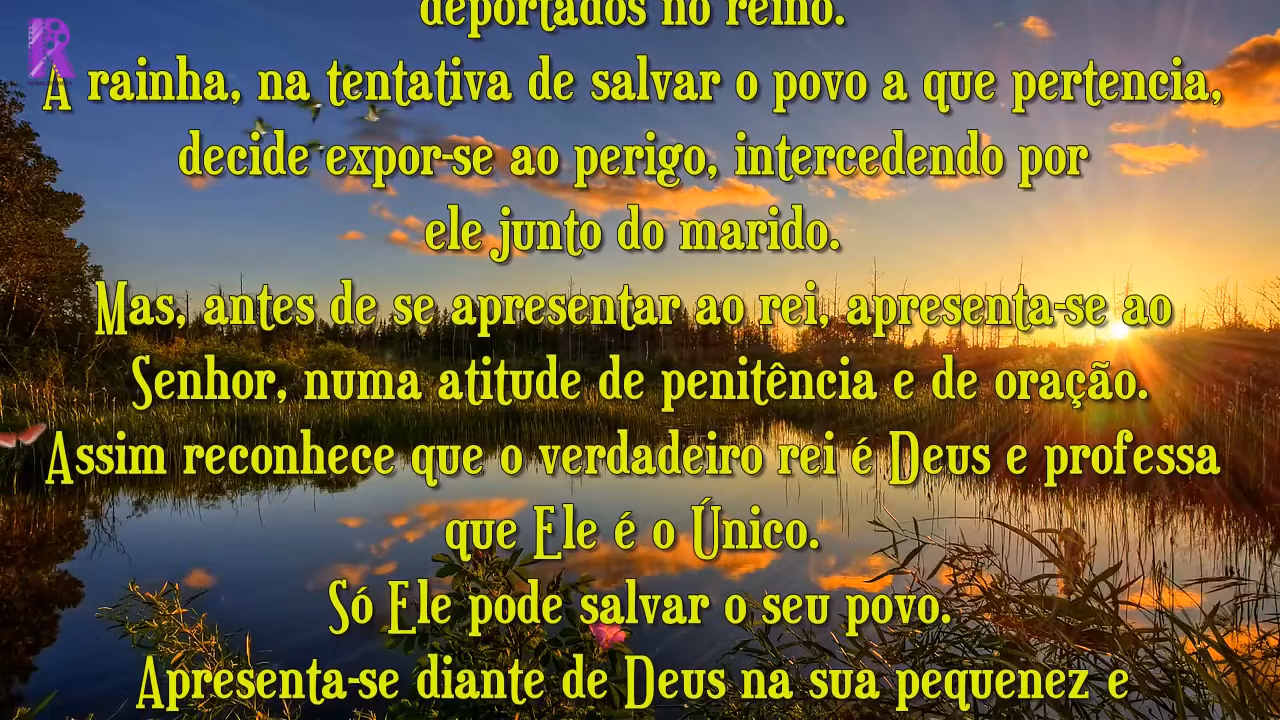 deportados no reino.
A rainha, na tentativa de salvar o povo a que pertencia,
decide expor-se ao perigo, intercedendo por
ele junto do marido.
Mas, antes de se apresentar ao rei, apresenta-se ao
Senhor, numa atitude de penitência e de oração.
Assim reconhece que o verdadeiro rei é Deus e professa
que Ele é o Único.
Só Ele pode salvar o seu povo.
Apresenta-se diante de Deus na sua pequenez e